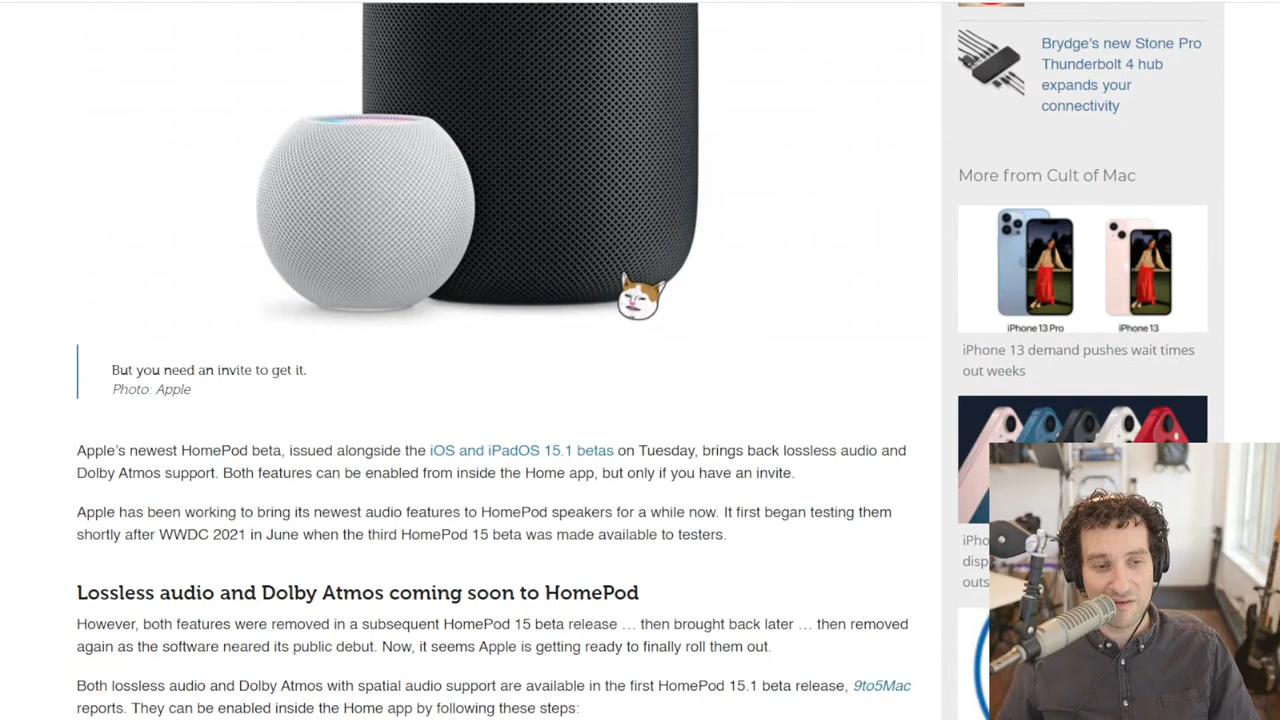 Brydge's new Stone Pro
Thunderbolt 4 hub
expands your
connectivity
More from Cult of Mac
iPhone 13 Pro
iPhone 13
iPhone 13 demand pushes wait times
out weeks
But you need an invite to get it.
Photo: Apple
Apple's newest HomePod beta, issued alongside the iOS and iPadOS 15.1 betas on Tuesday, brings back lossless audio and
Dolby Atmos support. Both features can be enabled from inside the Home app, but only if you have an invite.
Apple has been working to bring its newest audio features to HomePod speakers for a while now. It first began testing them
shortly after WWDC 2021 in June when the third HomePod 15 beta was made available to testers.
Lossless audio and Dolby Atmos coming soon to HomePod
However, both features were removed in a subsequent HomePod 15 beta release … then brought back later … then removed
again as the software neared its public debut. Now, it seems Apple is getting ready to finally roll them out.
Both lossless audio and Dolby Atmos with spatial audio support are available in the first HomePod 15.1 beta release, 9to5Mac
reports. They can be enabled inside the Home app by following these steps: